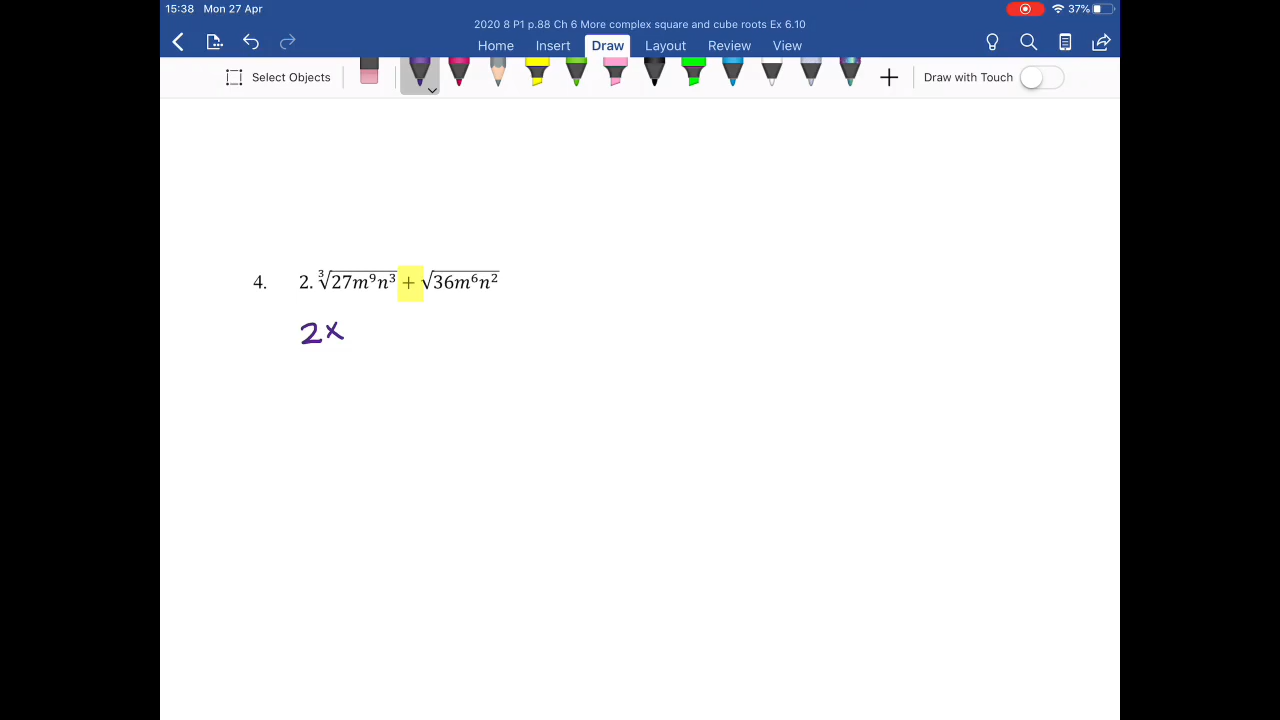 15:38 Mon 27 Apr 37%
2020 8 P1 p.88 Ch 6 More complex square and cube roots Ex 6.10
Home Insert Draw Layout Review View
Select Objects Draw with Touch
4. 2. ∛(27m⁹n³) + √(36m⁶n²)
2×